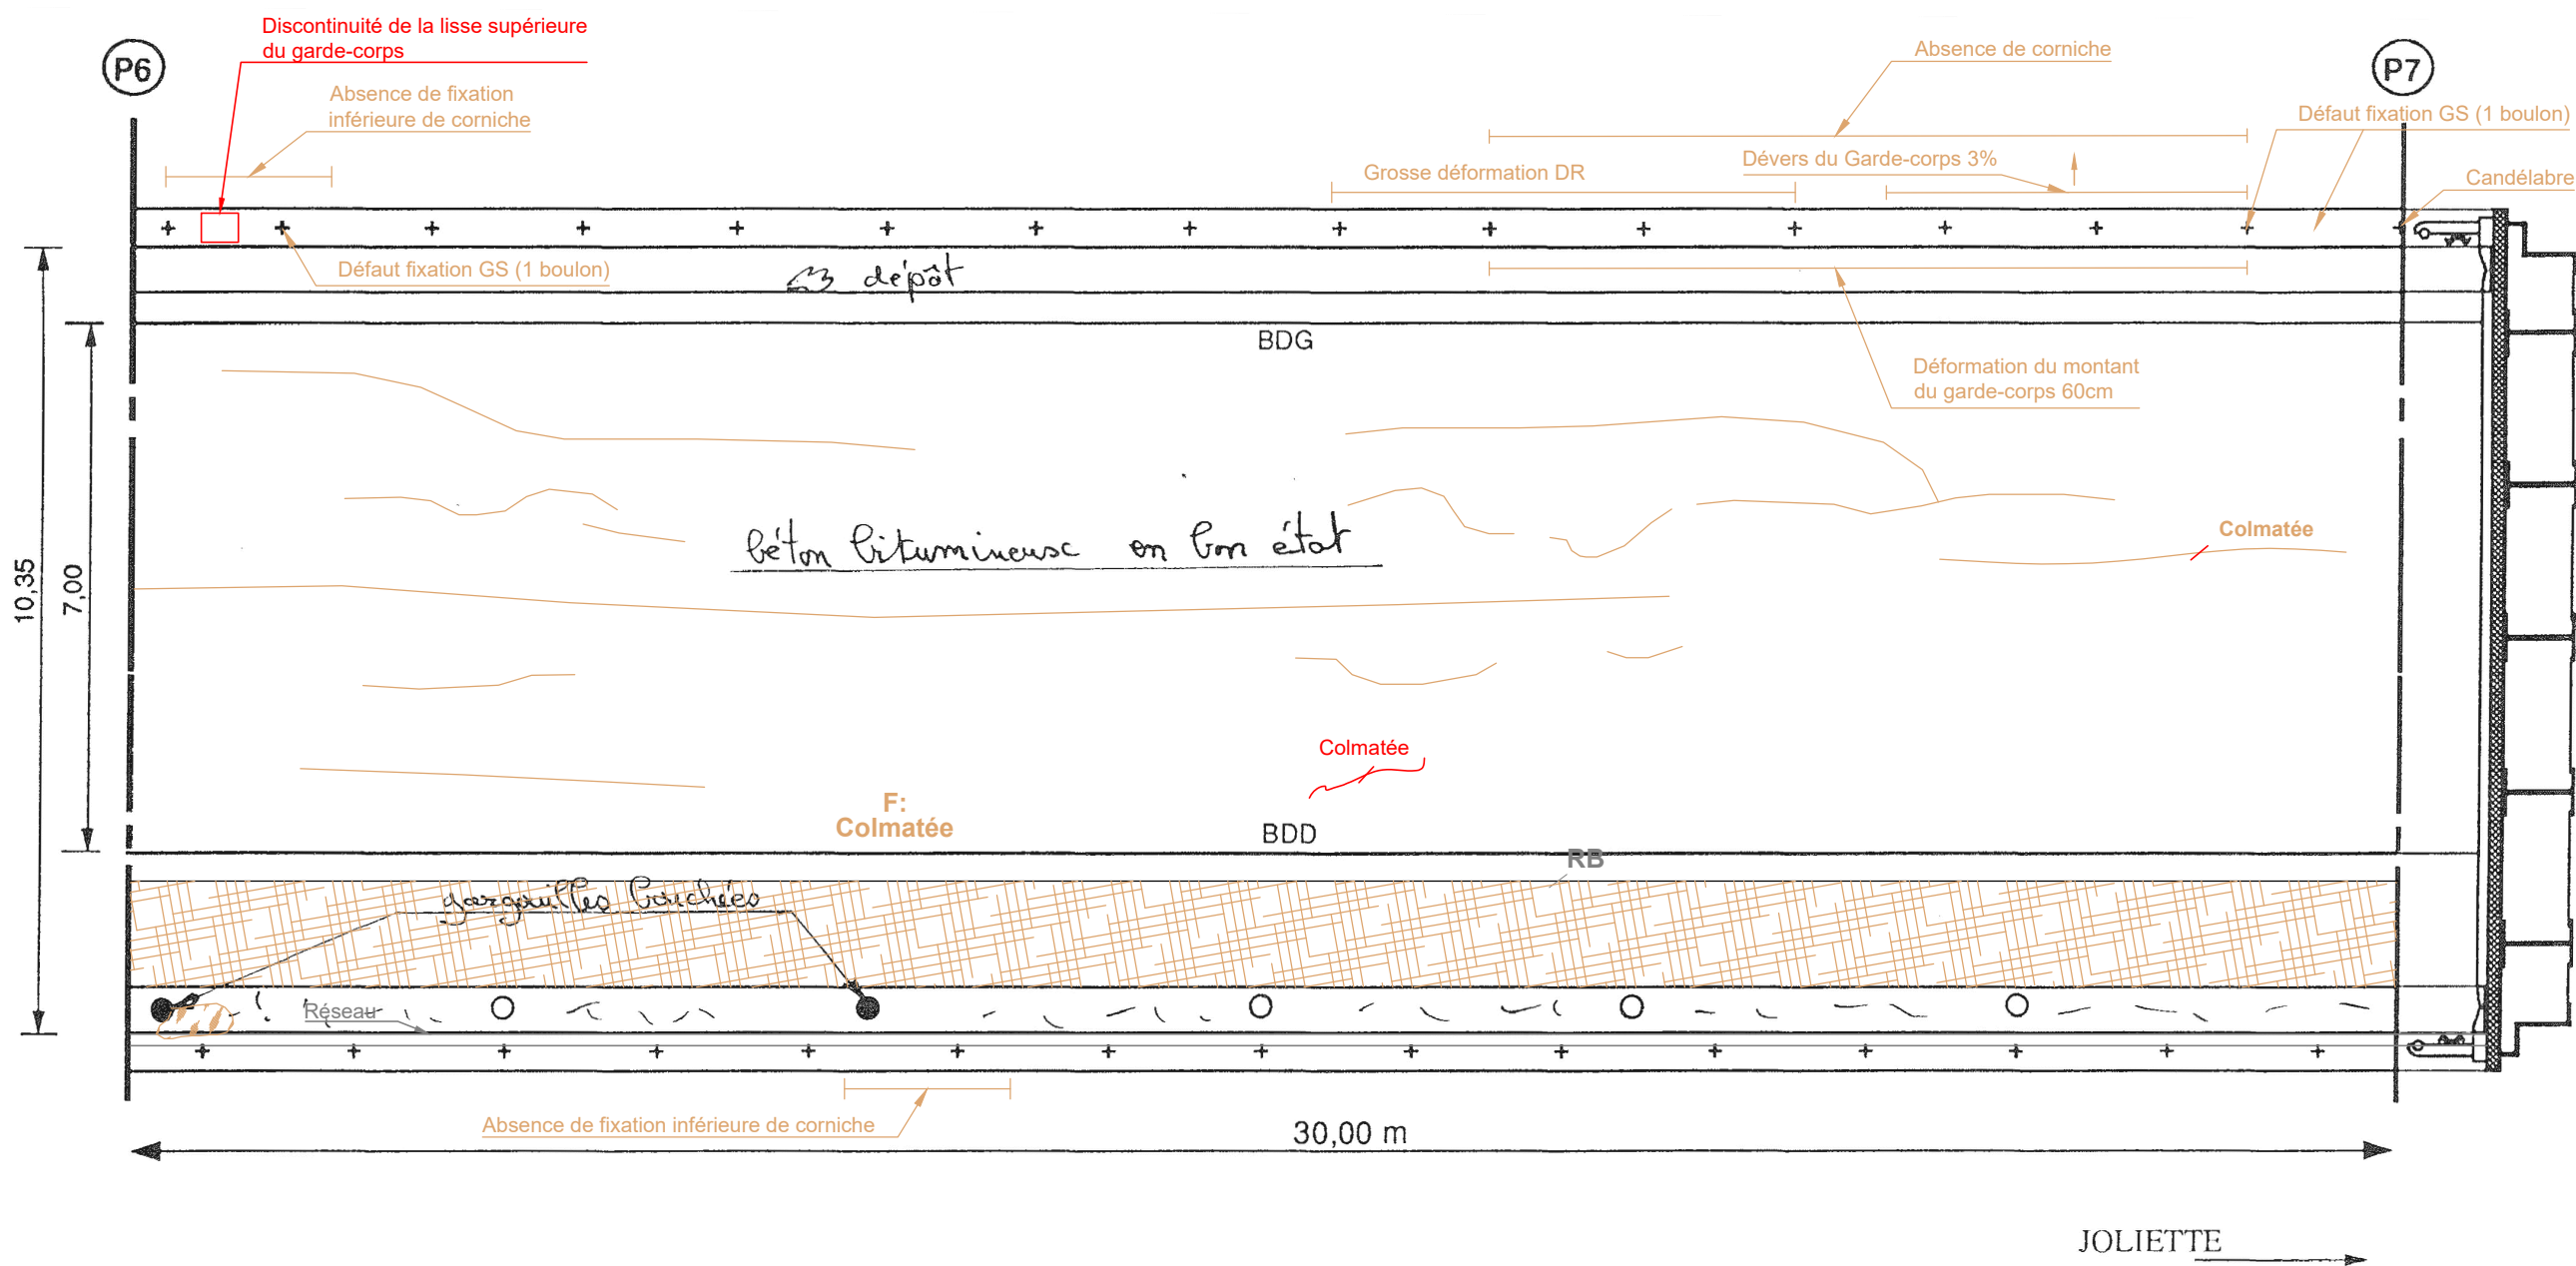 Discontinuité de la lisse supérieure
du garde-corps
P6
Absence de fixation
inférieure de corniche
Absence de corniche
P7
Défaut fixation GS (1 boulon)
Dévers du Garde-corps 3%
Grosse déformation DR
Candélabre
Défaut fixation GS (1 boulon)
dépôt
BDG
Déformation du montant
du garde-corps 60cm
béton bitumineux en bon état
Colmatée
10,35
7,00
Colmatée
F:
Colmatée
BDD
RB
gargouilles bouchées
Réseau
Absence de fixation inférieure de corniche
30,00 m
JOLIETTE